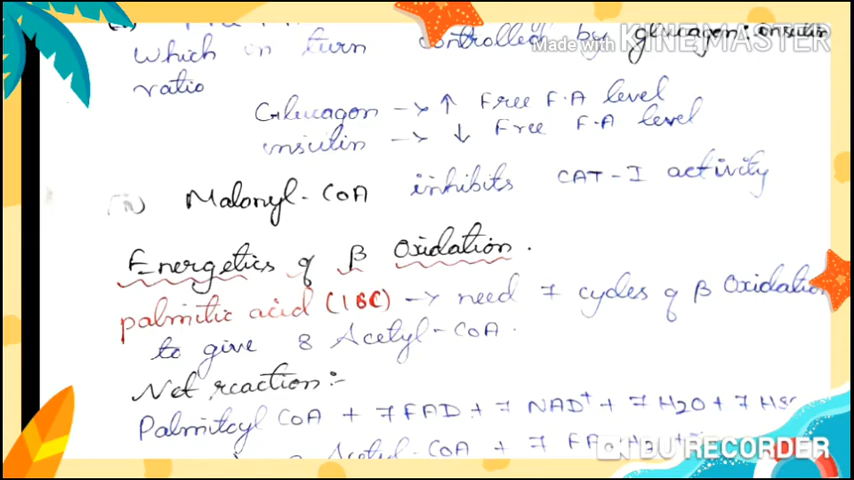 which in turn controlled by glucagon : insulin
Made with KINEMASTER
ratio
Glucagon → ↑ Free F.A level
insulin → ↓ Free F.A level
Malonyl-CoA inhibits CAT-I activity
Energetics of β Oxidation.
palmitic acid (16C) → need 7 cycles of β Oxidation
to give 8 Acetyl-CoA.
Net reaction:-
Palmitoyl CoA + 7 FAD + 7 NAD+ + 7 H2O + 7 HS
Acetyl-CoA + 7 FA H2 +
DU RECORDER